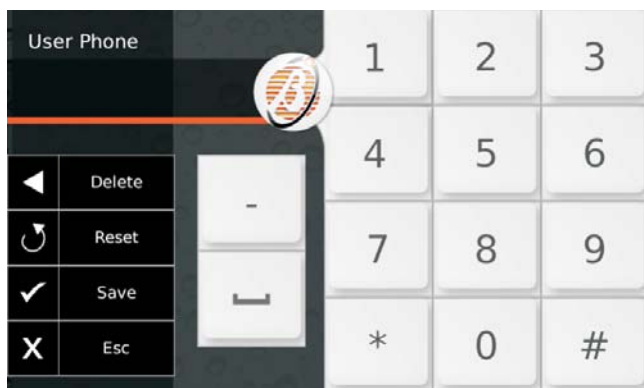 User Phone
1 2 3
4 5 6
7 8 9
* 0 #
-
Delete
Reset
Save
X Esc